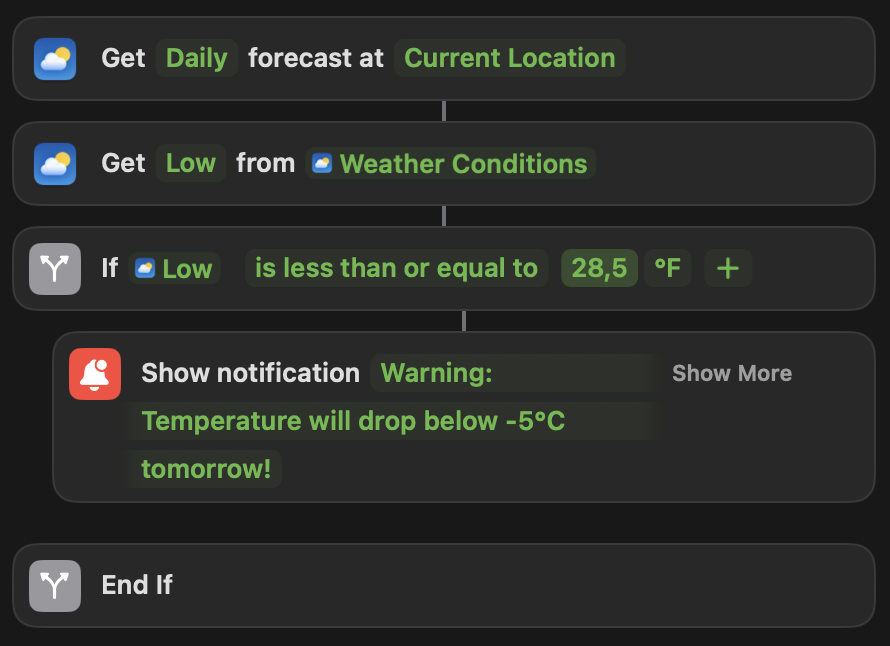 Get Daily forecast at Current Location
Get Low from Weather Conditions
If Low is less than or equal to 28,5 °F +
Show notification Warning: Show More
Temperature will drop below -5°C
tomorrow!
End If